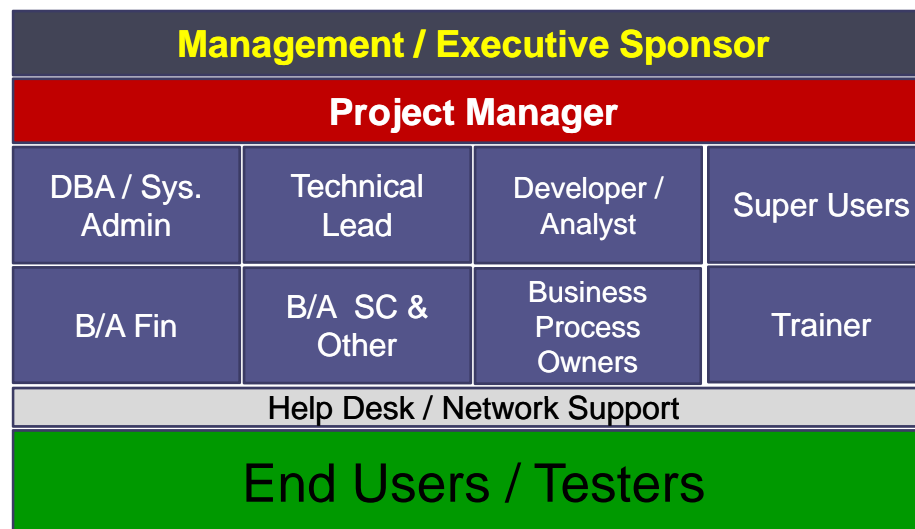 Management / Executive Sponsor
Project Manager
DBA / Sys.
Admin
Technical
Lead
Developer /
Analyst
Super Users
B/A Fin
B/A SC &
Other
Business
Process
Owners
Trainer
Help Desk / Network Support
End Users / Testers